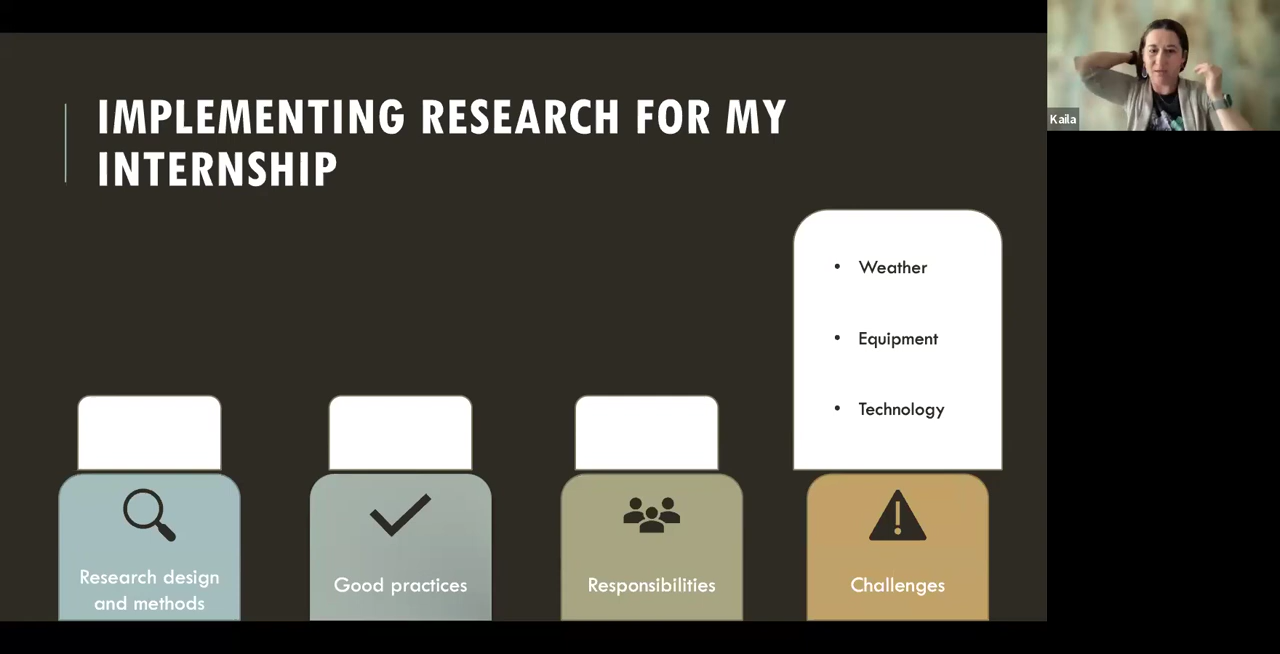 IMPLEMENTING RESEARCH FOR MY
INTERNSHIP
Kaila
• Weather
• Equipment
• Technology
Research design
and methods
Good practices
Responsibilities
Challenges